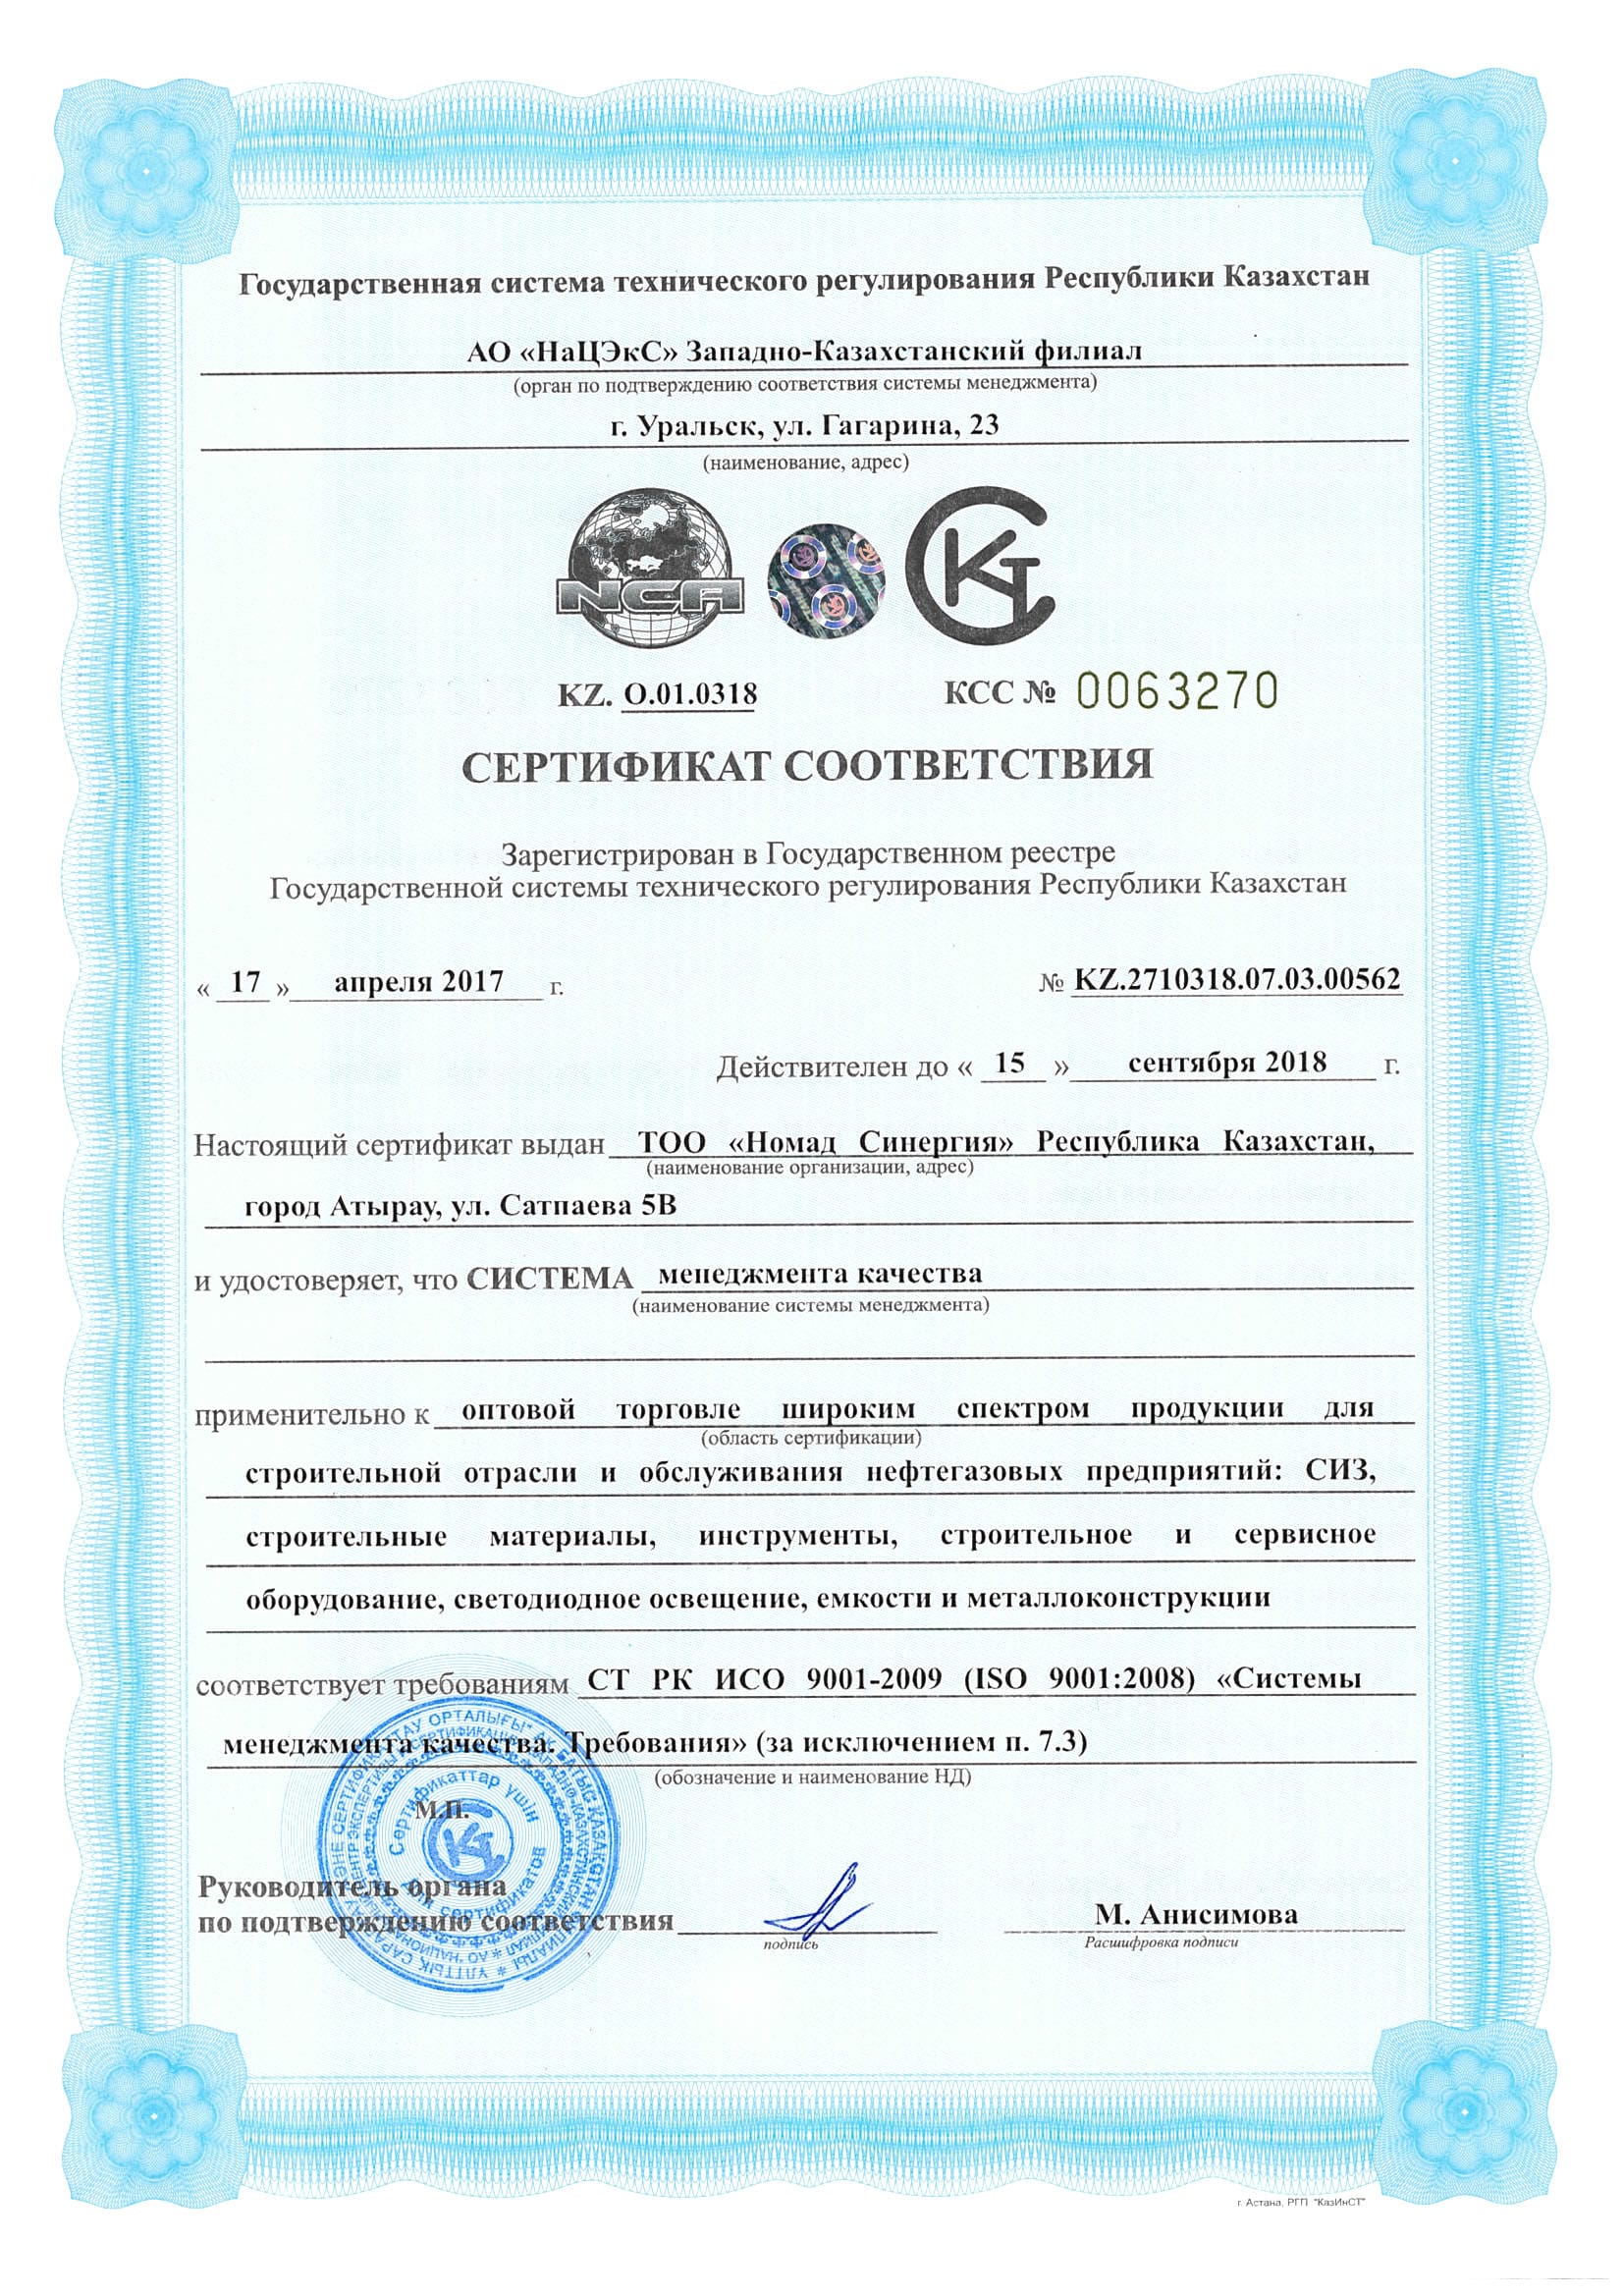 Государственная система технического регулирования Республики Казахстан
АО «НаЦЭкС» Западно-Казахстанский филиал
(орган по подтверждению соответствия системы менеджмента)
г. Уральск, ул. Гагарина, 23
(наименование, адрес)
NCA
KZ. О.01.0318
КСС № 0063270
СЕРТИФИКАТ СООТВЕТСТВИЯ
Зарегистрирован в Государственном реестре
Государственной системы технического регулирования Республики Казахстан
« 17 » апреля 2017 г.
№ KZ.2710318.07.03.00562
Действителен до « 15 » сентября 2018 г.
Настоящий сертификат выдан ТОО «Номад Синергия» Республика Казахстан,
(наименование организации, адрес)
город Атырау, ул. Сатпаева 5В
и удостоверяет, что СИСТЕМА менеджмента качества
(наименование системы менеджмента)
применительно к оптовой торговле широким спектром продукции для
(область сертификации)
строительной отрасли и обслуживания нефтегазовых предприятий: СИЗ,
строительные материалы, инструменты, строительное и сервисное
оборудование, светодиодное освещение, емкости и металлоконструкции
соответствует требованиям СТ РК ИСО 9001-2009 (ISO 9001:2008) «Системы
менеджмента качества. Требования» (за исключением п. 7.3)
(обозначение и наименование НД)
М.П.
Сертификаттар үшін
Для сертификатов
Руководитель органа
по подтверждению соответствия
подпись
М. Анисимова
Расшифровка подписи
г. Астана, РГП "КазИнСТ"